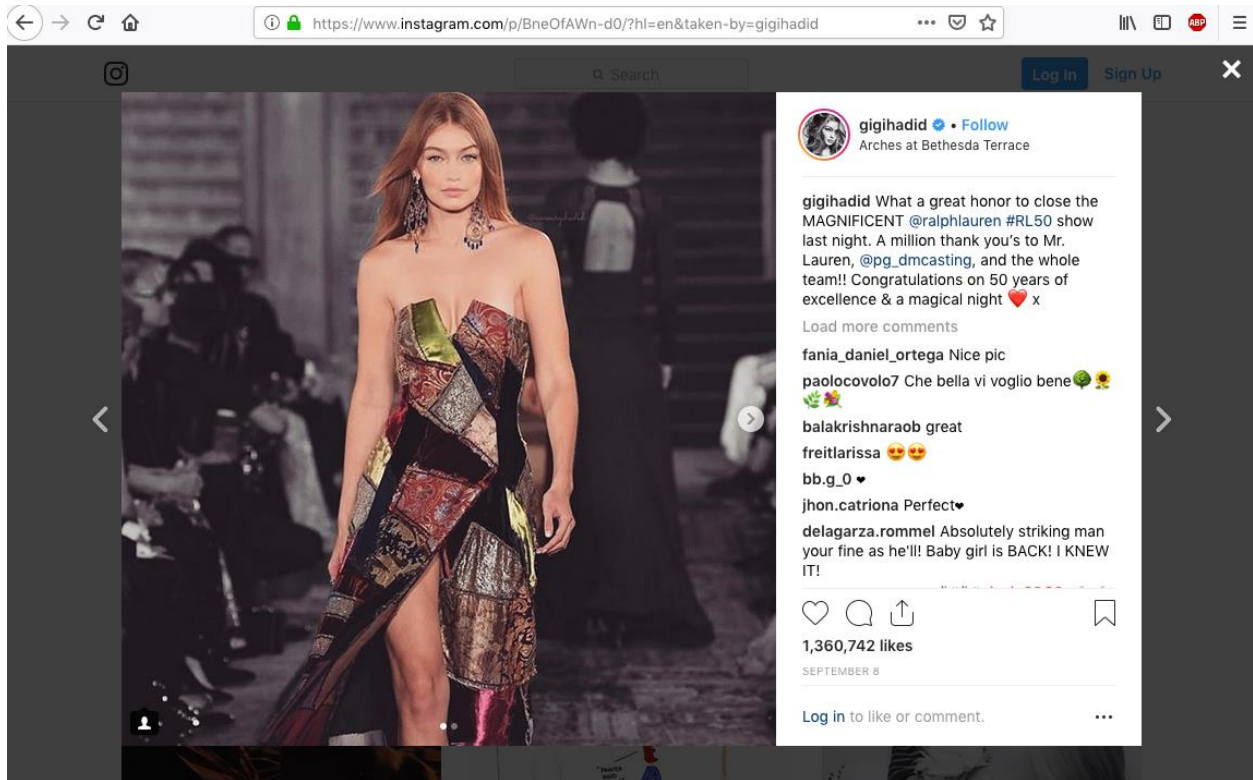 https://www.instagram.com/p/BneOfAWn-d0/?hl=en&taken-by=gigihadid
ABP
Search
Log In
Sign Up
gigihadid • Follow
Arches at Bethesda Terrace
gigihadid What a great honor to close the
MAGNIFICENT @ralphlauren #RL50 show
last night. A million thank you's to Mr.
Lauren, @pg_dmcasting, and the whole
team!! Congratulations on 50 years of
excellence & a magical night ❤️ x
Load more comments
fania_daniel_ortega Nice pic
paolocovolo7 Che bella vi voglio bene🌳🌻
🌿💐
balakrishnaraob great
freitlarissa 😍😍
bb.g_0 ❤
jhon.catriona Perfect❤
delagarza.rommel Absolutely striking man
your fine as he'll! Baby girl is BACK! I KNEW
IT!
1,360,742 likes
SEPTEMBER 8
Log in to like or comment.